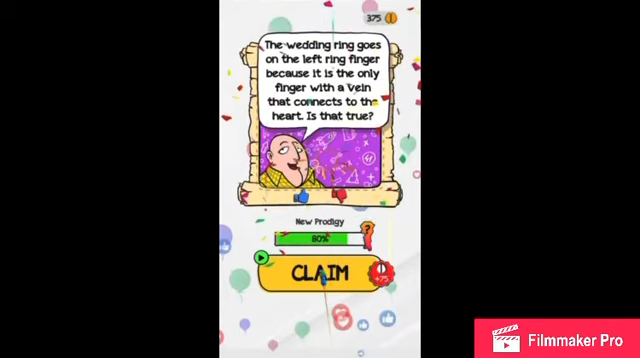 375
The wedding ring goes
on the left ring finger
because it is the only
finger with a vein
that connects to the
heart. Is that true?
New Prodigy
80%
?
CLAIM
+75
Filmmaker Pro